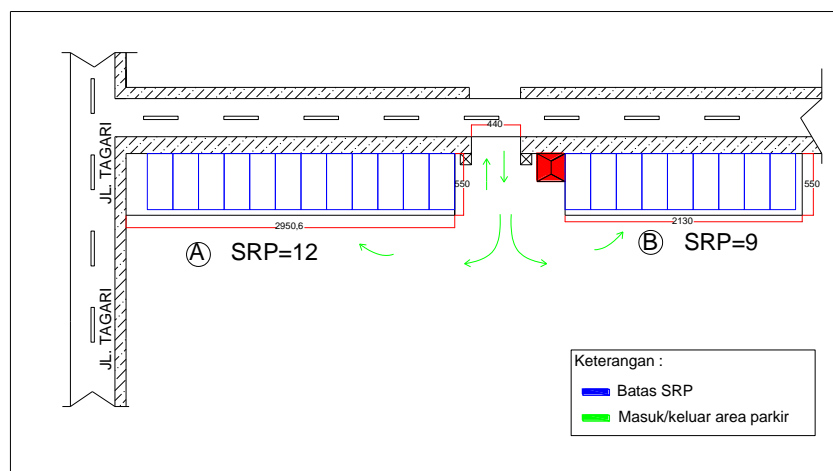 440
JL. TAGARI
550
550
2950,6
2130
A SRP=12
B SRP=9
JL. TAGARI
Keterangan :
Batas SRP
Masuk/keluar area parkir